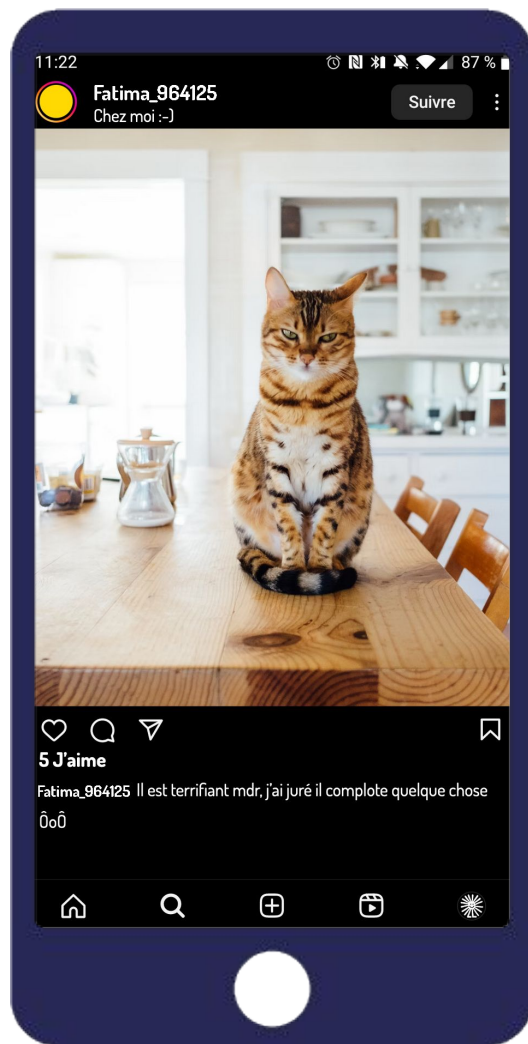 11:22 87 %
Fatima_964125
Suivre
Chez moi :-)
5 J'aime
Fatima_964125 Il est terrifiant mdr, j'ai juré il complote quelque chose
ÔoÔ